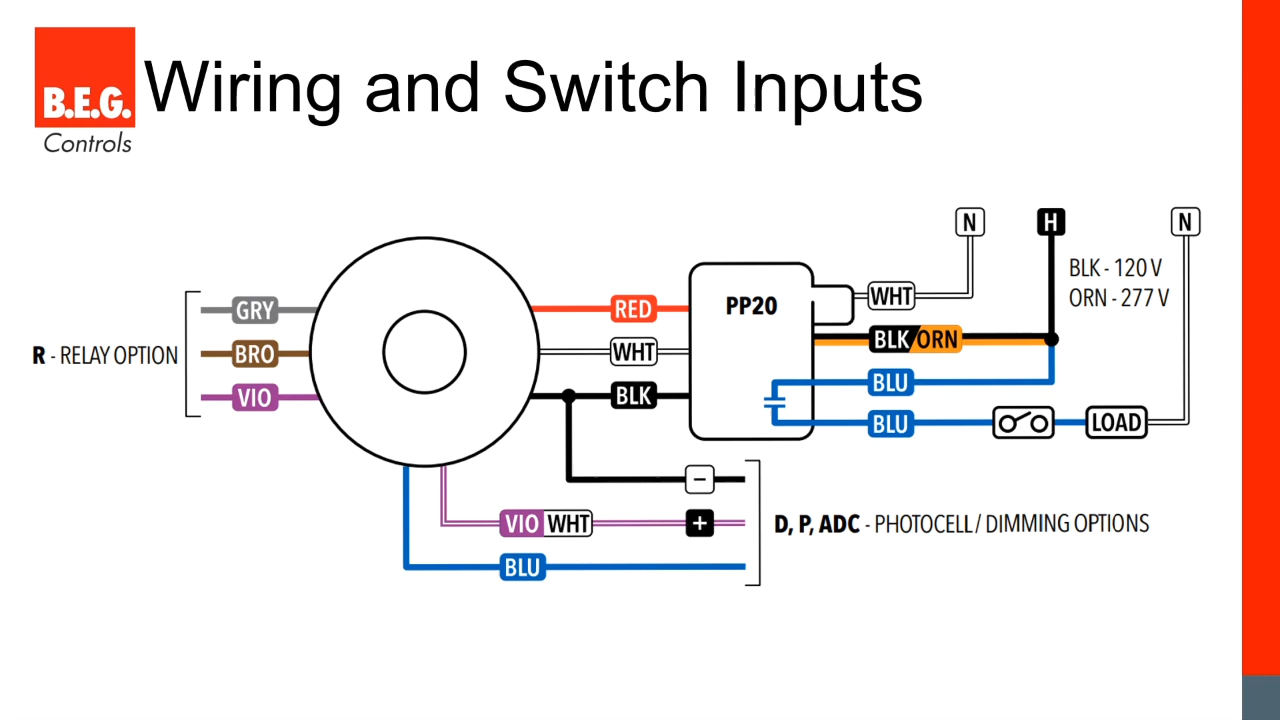 B.E.G.
Controls
Wiring and Switch Inputs
N
H
N
BLK - 120 V
ORN - 277 V
WHT
PP20
GRY
RED
BLK/ORN
R - RELAY OPTION
BRO
WHT
BLU
VIO
BLK
BLU
LOAD
−
VIO WHT
+
D, P, ADC - PHOTOCELL / DIMMING OPTIONS
BLU